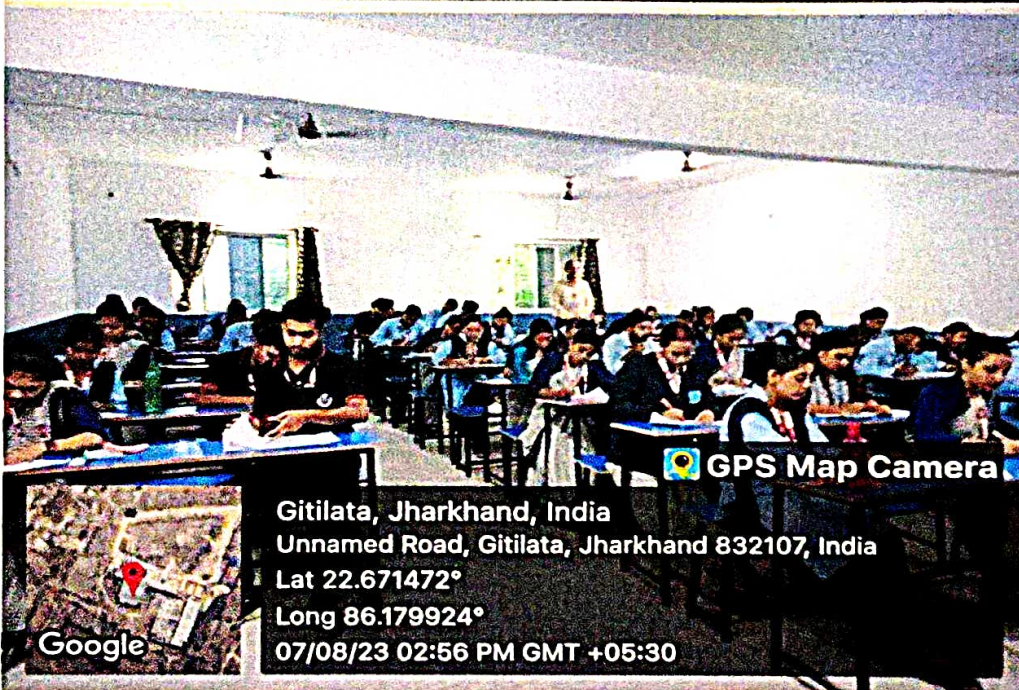 GPS Map Camera
Gitilata, Jharkhand, India
Unnamed Road, Gitilata, Jharkhand 832107, India
Lat 22.671472°
Long 86.179924°
07/08/23 02:56 PM GMT +05:30
Google